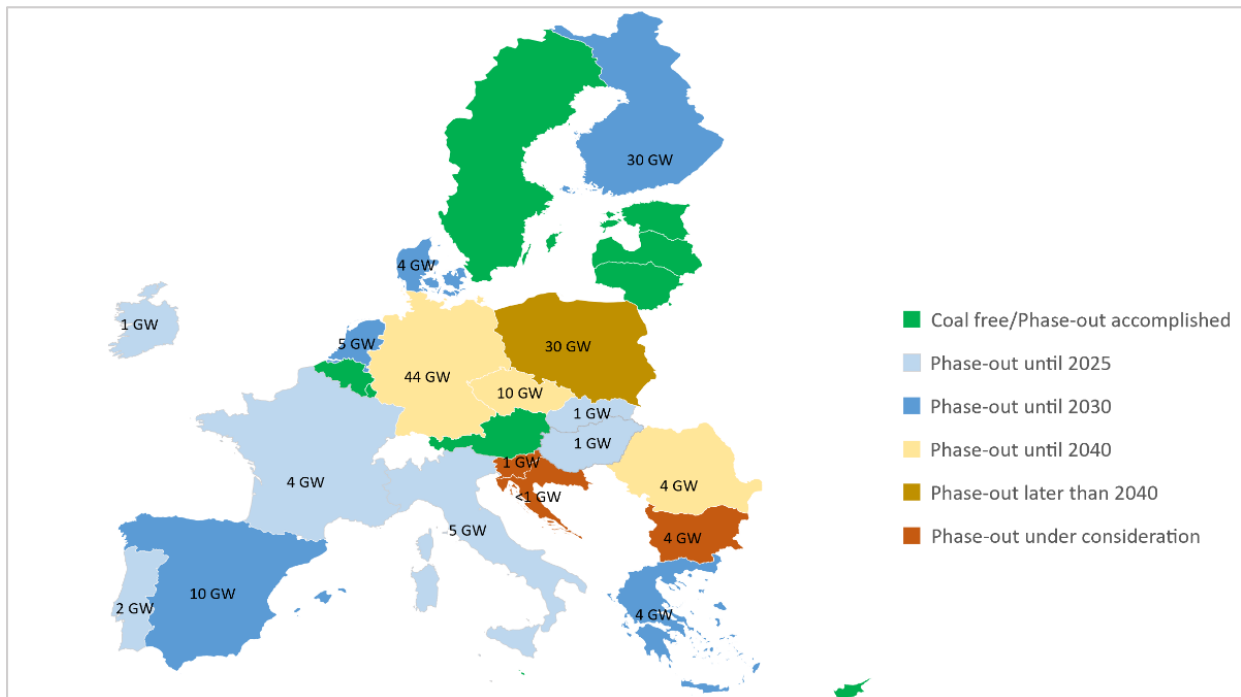 30 GW
4 GW
1 GW
5 GW
30 GW
44 GW
10 GW
1 GW
1 GW
1 GW
<1 GW
4 GW
4 GW
5 GW
4 GW
10 GW
2 GW
4 GW
Coal free/Phase-out accomplished
Phase-out until 2025
Phase-out until 2030
Phase-out until 2040
Phase-out later than 2040
Phase-out under consideration